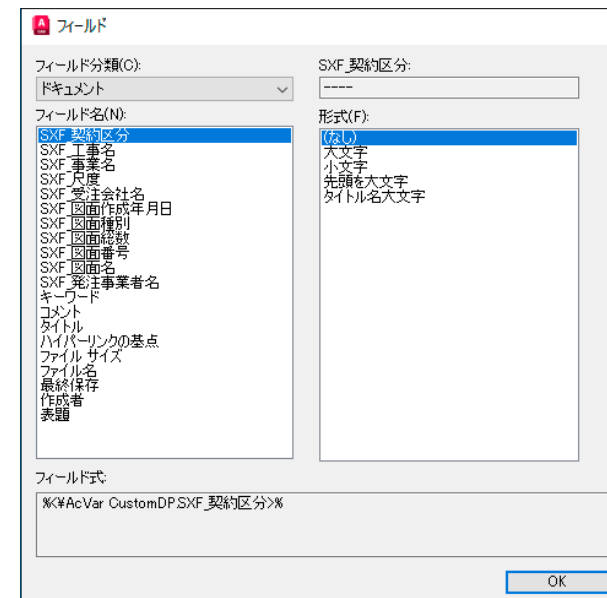 フィールド
フィールド分類(C):
ドキュメント
フィールド名(N):
SXF_契約区分
SXF_工事名
SXF_事業名
SXF_尺度
SXF_受注会社名
SXF_図面作成年月日
SXF_図面種別
SXF_図面総数
SXF_図面番号
SXF_図面名
SXF_発注事業者名
キーワード
コメント
タイトル
ハイパーリンクの基点
ファイル サイズ
ファイル名
最終保存
作成者
表題
SXF_契約区分:
----
形式(F):
(なし)
大文字
小文字
先頭を大文字
タイトル名大文字
フィールド式:
%<¥AcVar CustomDP.SXF_契約区分>%
OK